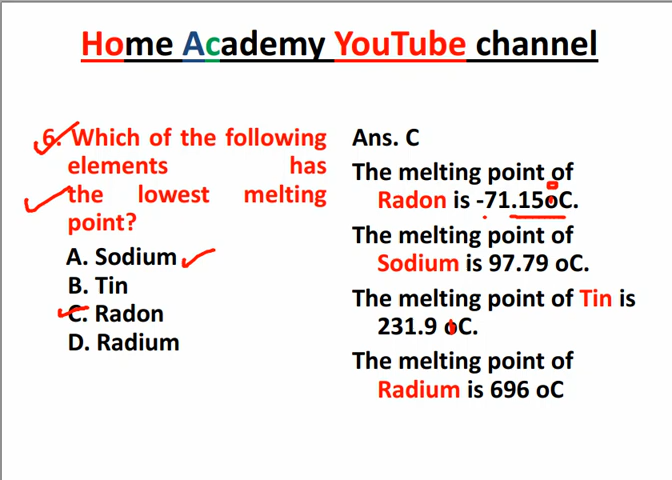 Home Academy YouTube channel
6. Which of the following
elements has
the lowest melting
point?
A. Sodium
B. Tin
C. Radon
D. Radium
Ans. C
The melting point of
Radon is -71.15oC.
The melting point of
Sodium is 97.79 oC.
The melting point of Tin is
231.9 oC.
The melting point of
Radium is 696 oC